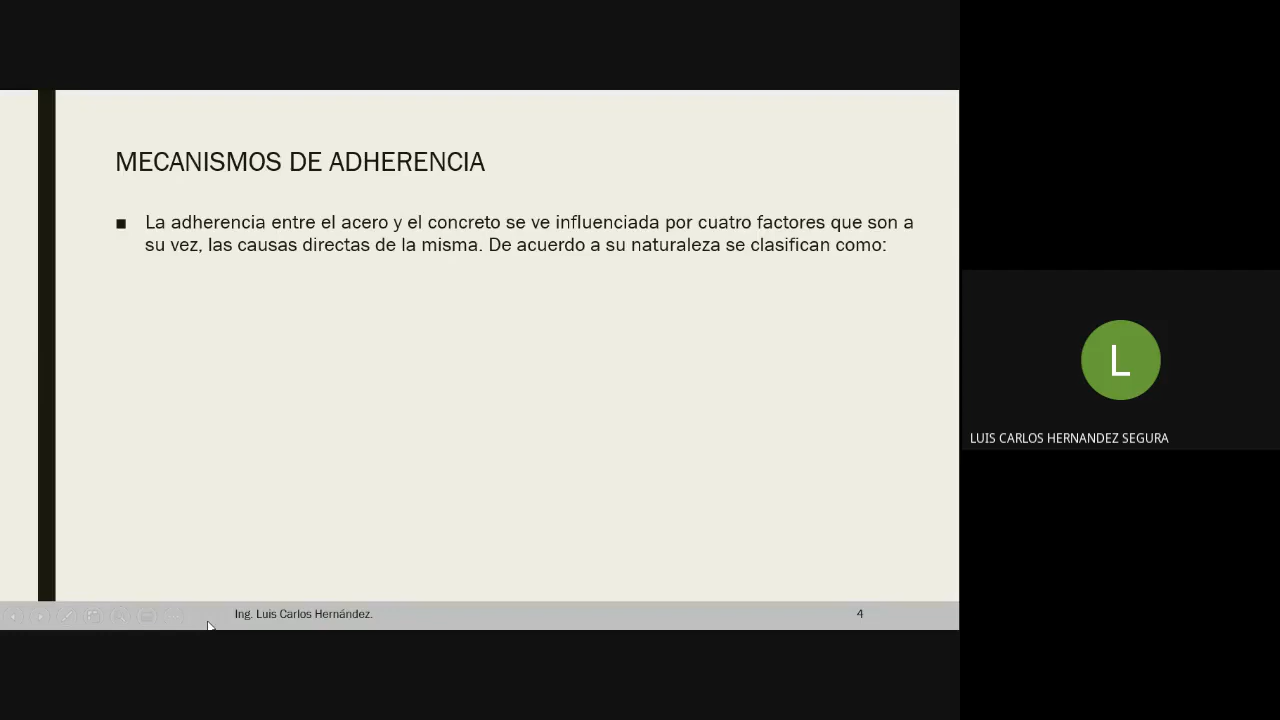 MECANISMOS DE ADHERENCIA
■ La adherencia entre el acero y el concreto se ve influenciada por cuatro factores que son a
su vez, las causas directas de la misma. De acuerdo a su naturaleza se clasifican como:
L
LUIS CARLOS HERNANDEZ SEGURA
Ing. Luis Carlos Hernández.
4